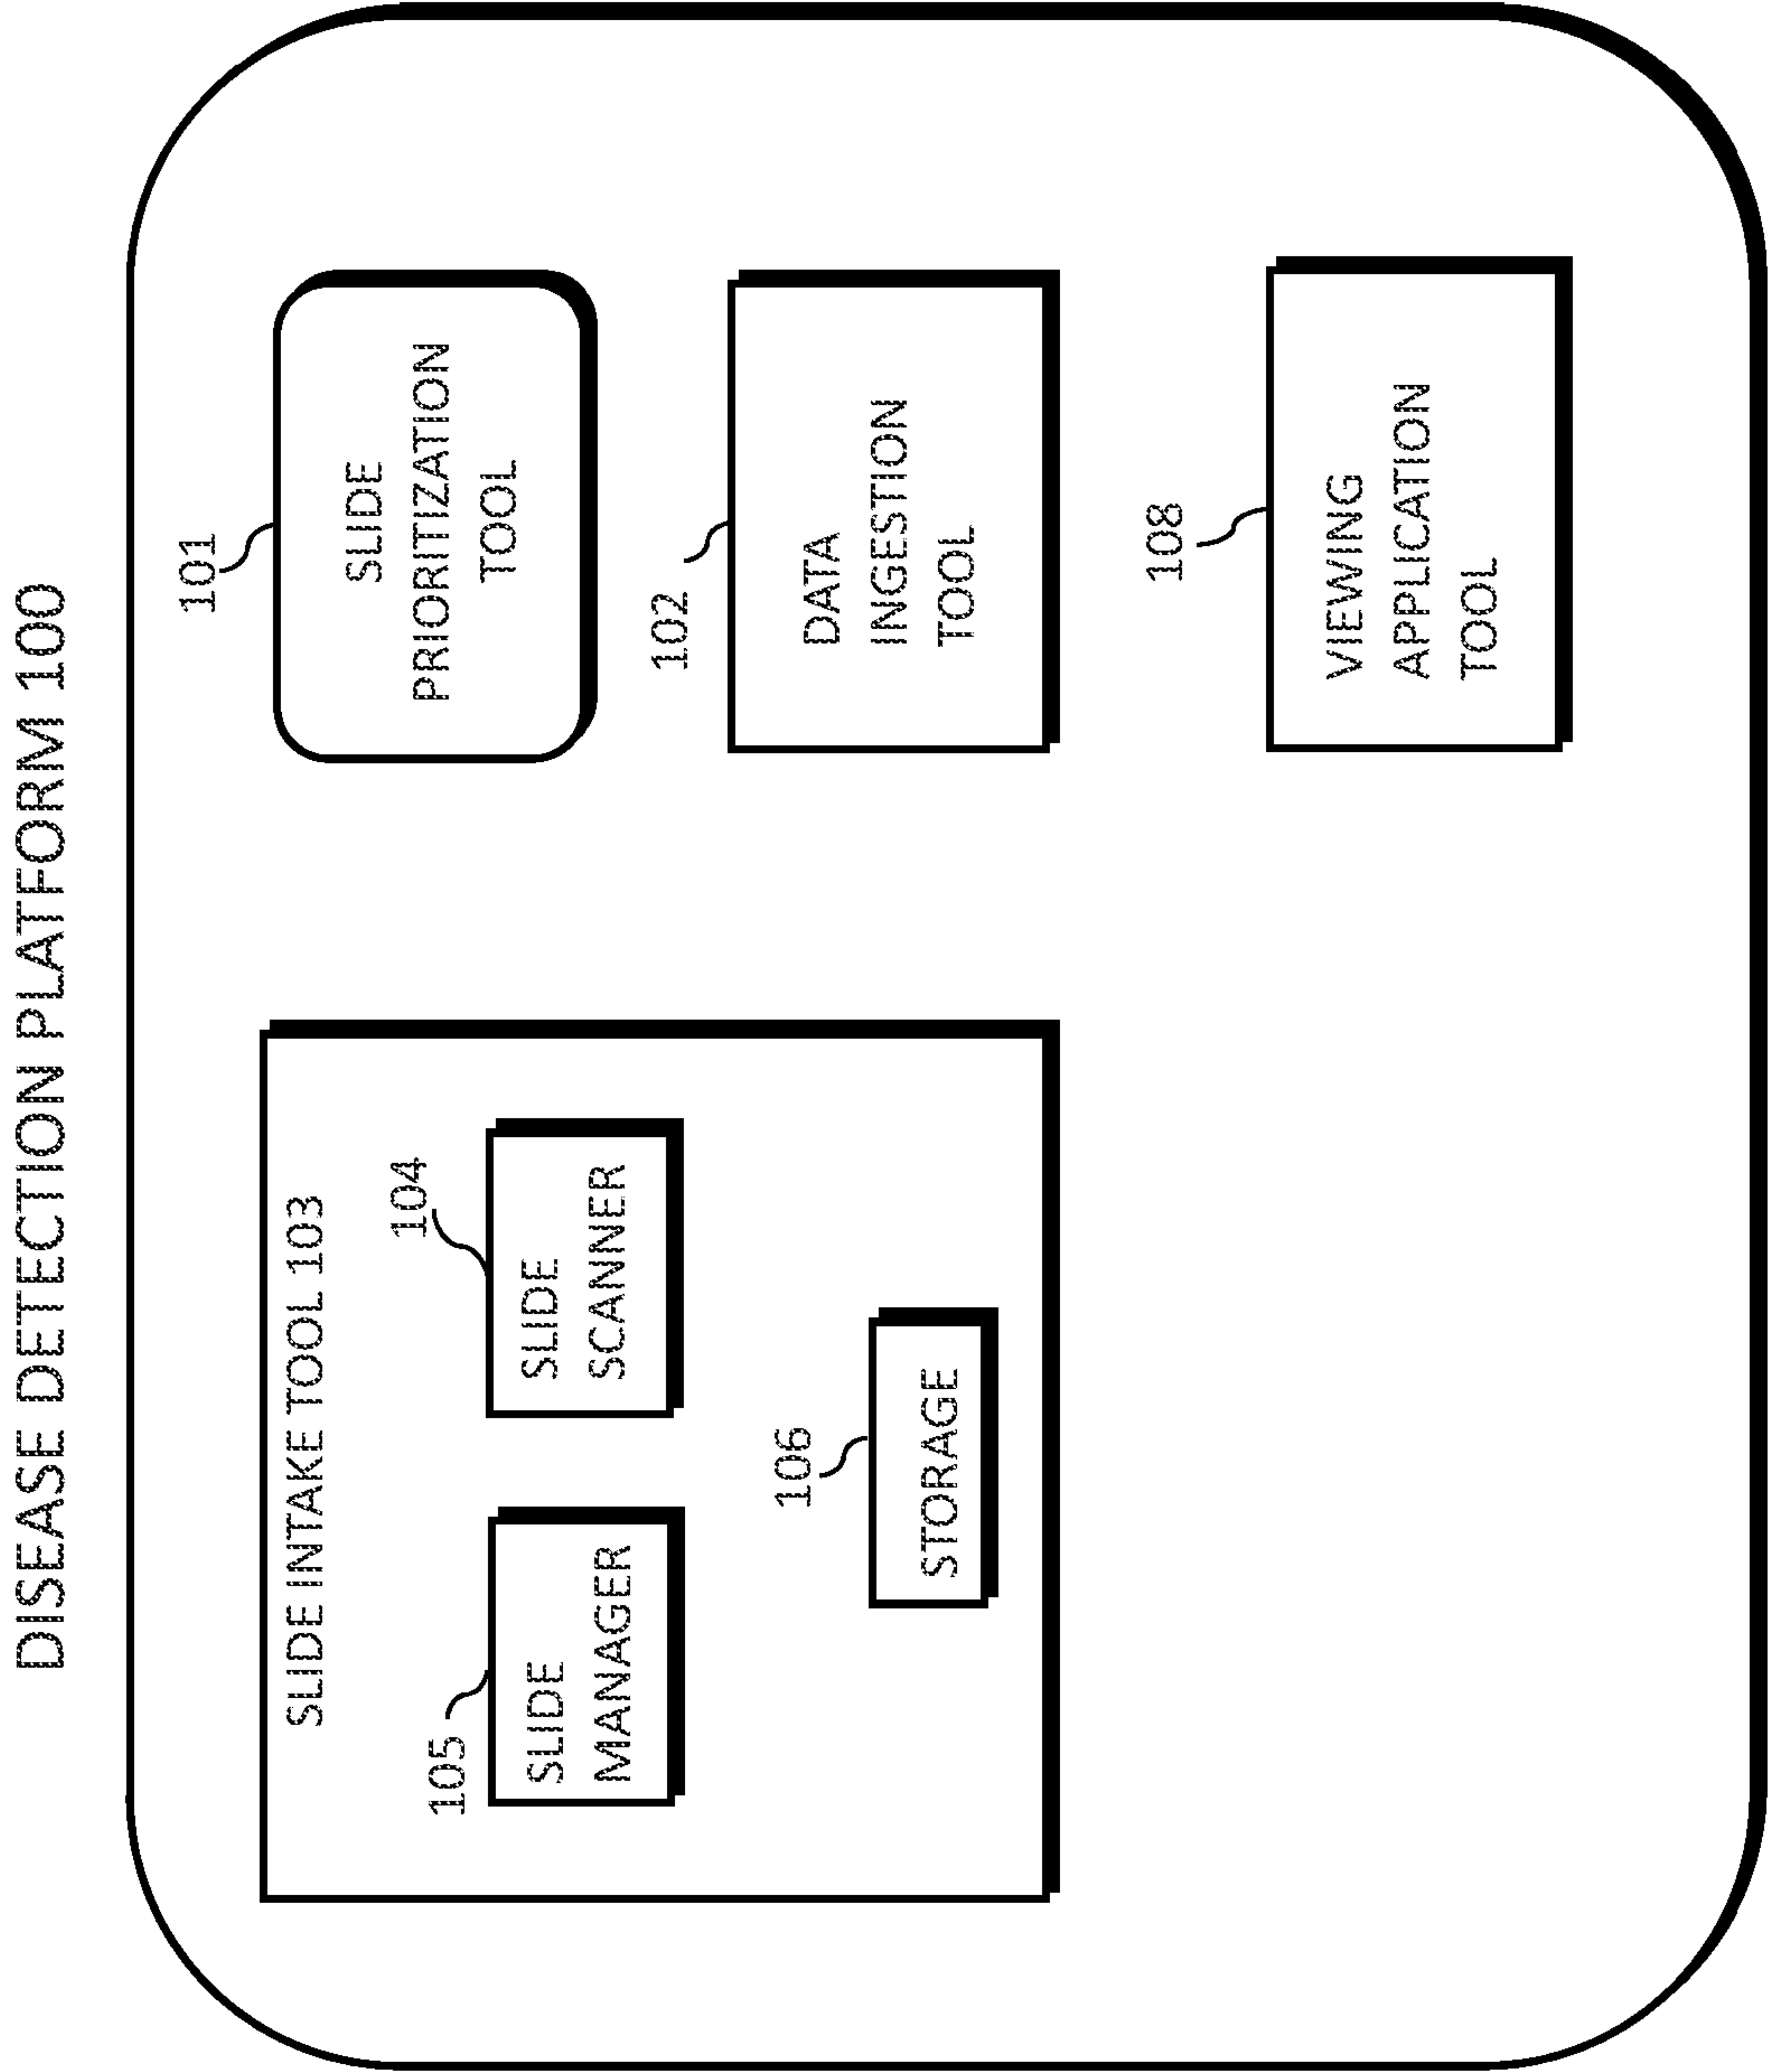 DISEASE DETECTION PLATFORM 100
SLIDE INTAKE TOOL 103
105
SLIDE
MANAGER
104
SLIDE
SCANNER
106
STORAGE
101
SLIDE
PRIORITIZATION
TOOL
102
DATA
INGESTION
TOOL
108
VIEWING
APPLICATION
TOOL